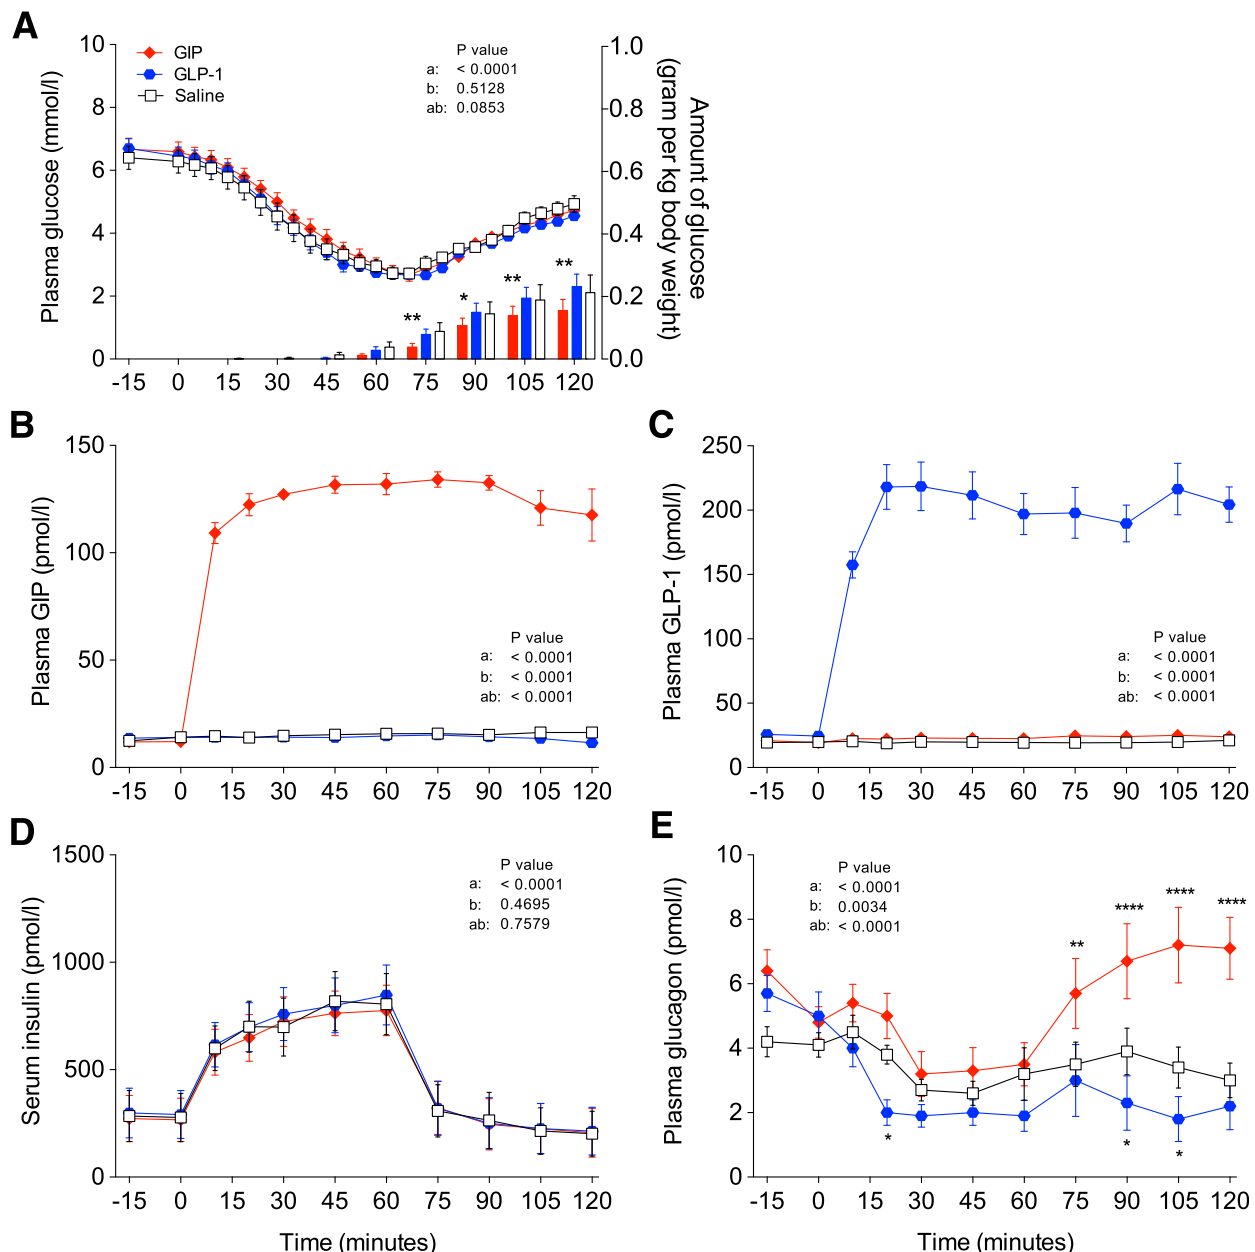 A
Plasma glucose (mmol/l)
10
8
6
4
2
0
GIP
GLP-1
Saline
P value
a: < 0.0001
b: 0.5128
ab: 0.0853
1.0
0.8
0.6
0.4
0.2
0.0
Amount of glucose
(gram per kg body weight)
**
*
**
**
-15 0 15 30 45 60 75 90 105 120
B
Plasma GIP (pmol/l)
150
100
50
0
P value
a: < 0.0001
b: < 0.0001
ab: < 0.0001
-15 0 15 30 45 60 75 90 105 120
C
Plasma GLP-1 (pmol/l)
250
200
150
100
50
0
P value
a: < 0.0001
b: < 0.0001
ab: < 0.0001
-15 0 15 30 45 60 75 90 105 120
D
Serum insulin (pmol/l)
1500
1000
500
0
P value
a: < 0.0001
b: 0.4695
ab: 0.7579
-15 0 15 30 45 60 75 90 105 120
Time (minutes)
E
Plasma glucagon (pmol/l)
10
8
6
4
2
0
P value
a: < 0.0001
b: 0.0034
ab: < 0.0001
**
****
****
****
*
*
*
-15 0 15 30 45 60 75 90 105 120
Time (minutes)